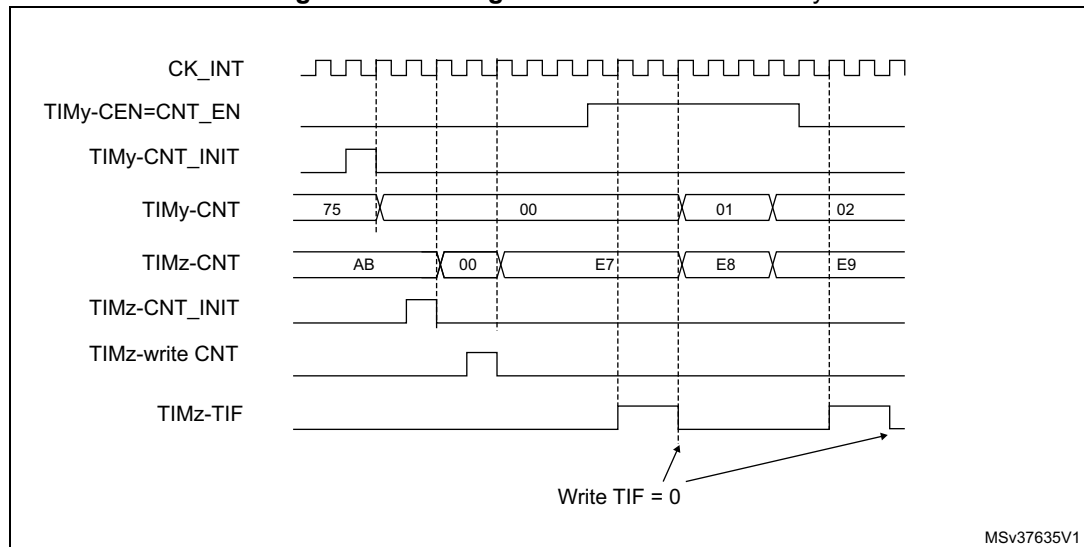 CK_INT
TIMy-CEN=CNT_EN
TIMy-CNT_INIT
TIMy-CNT 75 00 01 02
TIMz-CNT AB 00 E7 E8 E9
TIMz-CNT_INIT
TIMz-write CNT
TIMz-TIF
Write TIF = 0
MSv37635V1